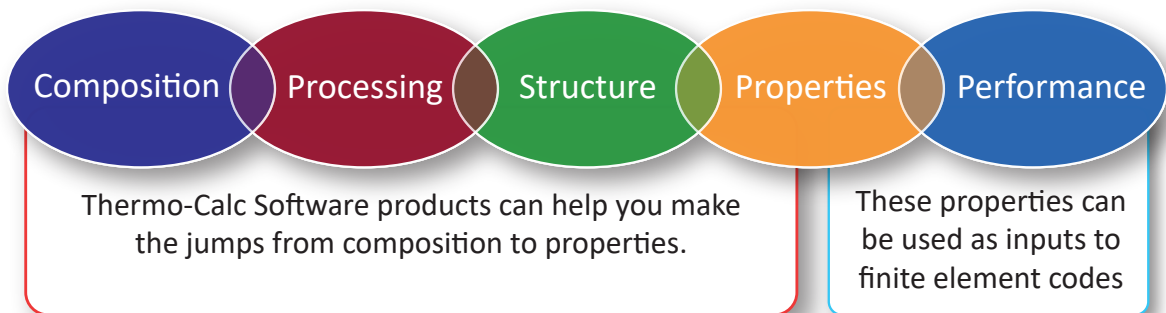 Composition Processing Structure Properties Performance
Thermo-Calc Software products can help you make
the jumps from composition to properties.
These properties can
be used as inputs to
finite element codes